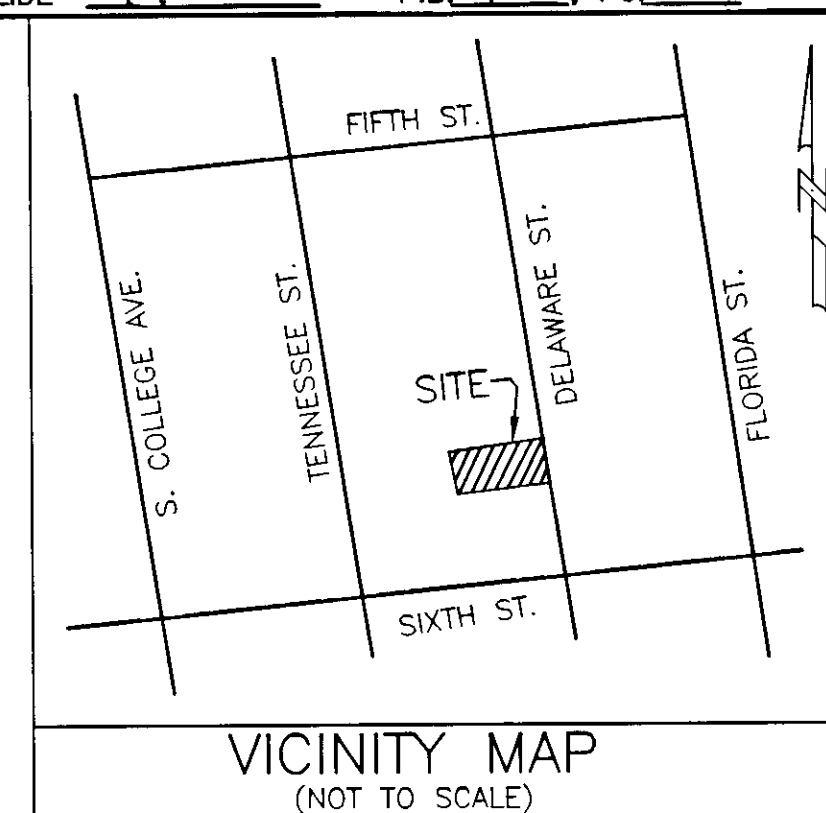 FIFTH ST.
S. COLLEGE AVE.
TENNESSEE ST.
DELAWARE ST.
FLORIDA ST.
SITE
SIXTH ST.
VICINITY MAP
(NOT TO SCALE)